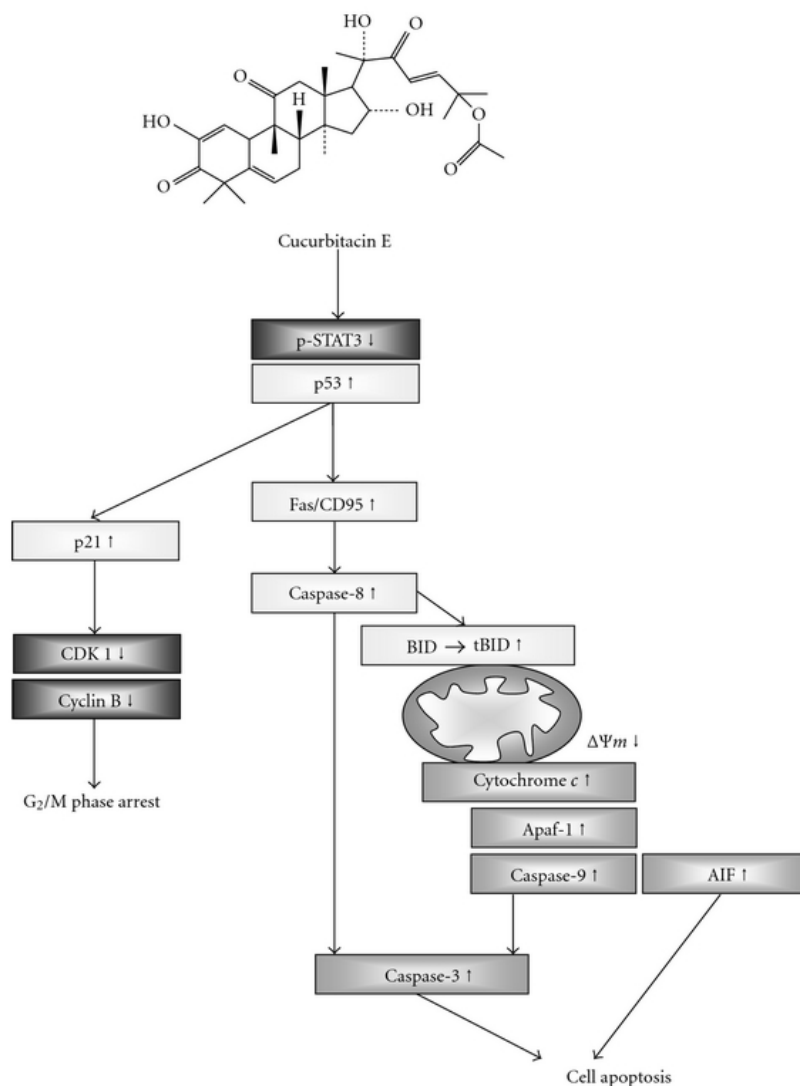 HO
O
O
H
OH
HO
O
O
O
Cucurbitacin E
p-STAT3 ↓
p53 ↑
Fas/CD95 ↑
p21 ↑
Caspase-8 ↑
CDK 1 ↓
BID → tBID ↑
Cyclin B ↓
ΔΨm ↓
Cytochrome c ↑
G₂/M phase arrest
Apaf-1 ↑
Caspase-9 ↑
AIF ↑
Caspase-3 ↑
Cell apoptosis